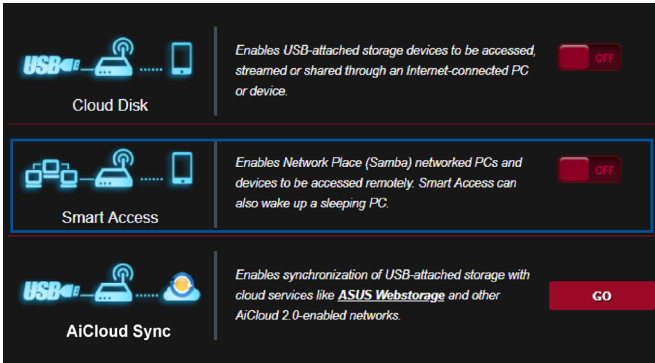 USB
Cloud Disk
Enables USB-attached storage devices to be accessed,
streamed or shared through an Internet-connected PC
or device.
OFF
Smart Access
Enables Network Place (Samba) networked PCs and
devices to be accessed remotely. Smart Access can
also wake up a sleeping PC.
OFF
USB
AiCloud Sync
Enables synchronization of USB-attached storage with
cloud services like ASUS Webstorage and other
AiCloud 2.0-enabled networks.
GO